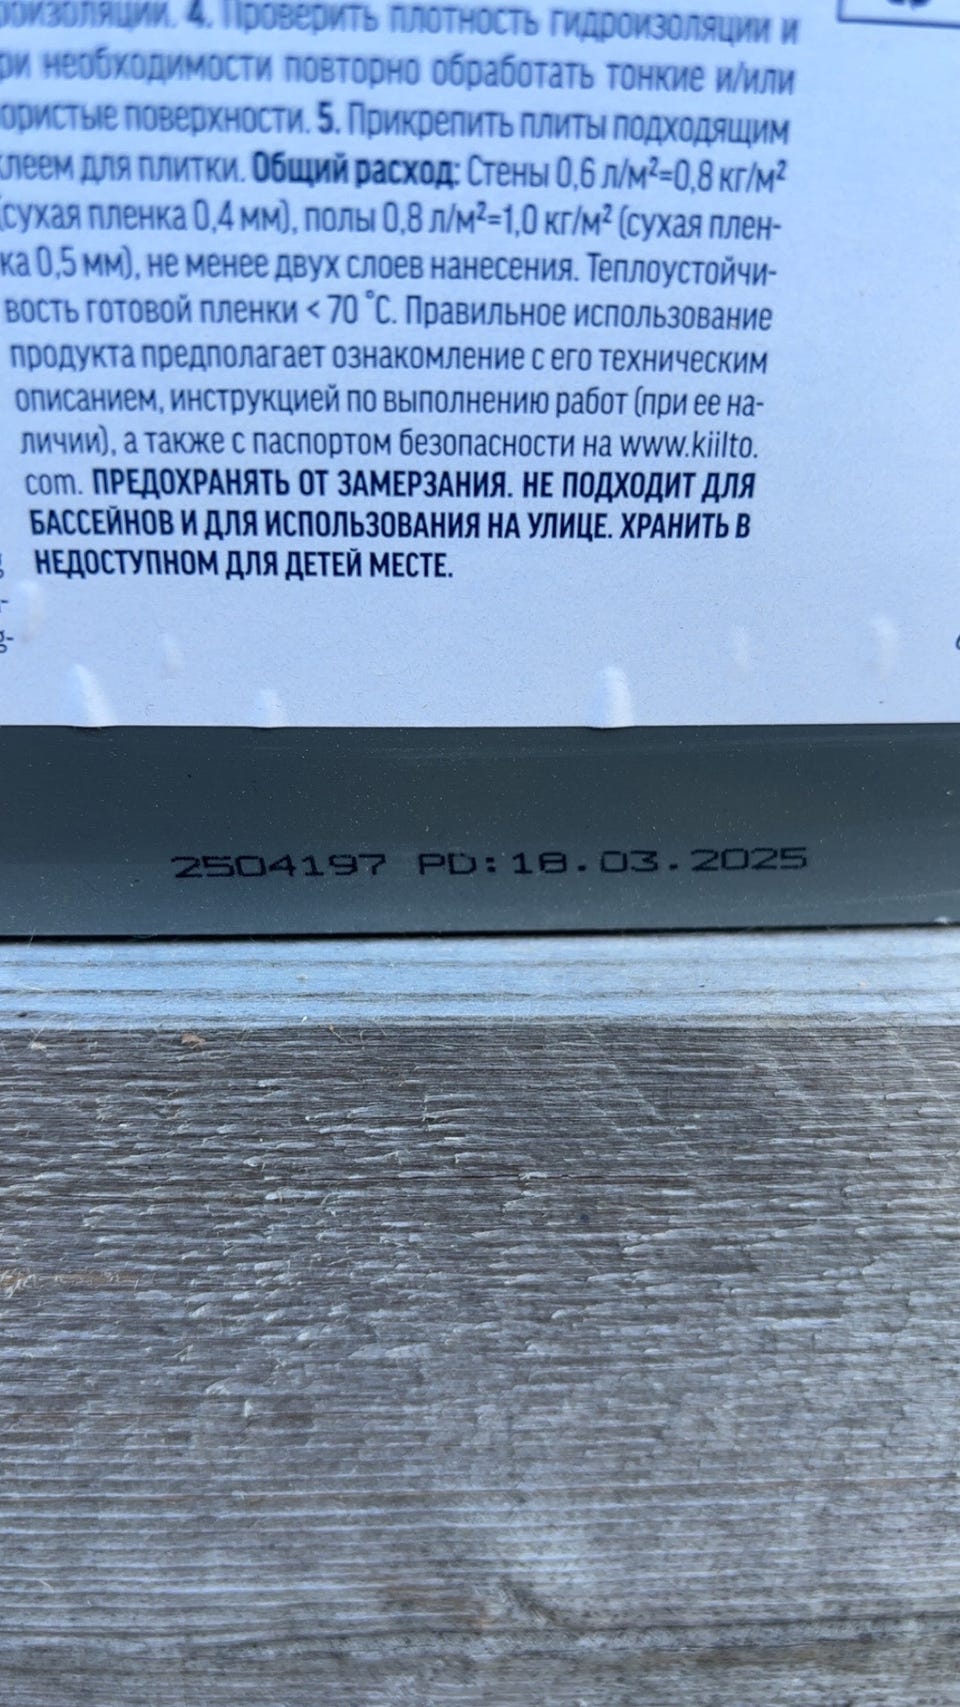 роизоляции. 4. Проверить плотность гидроизоляции и
ри необходимости повторно обработать тонкие и/или
ористые поверхности. 5. Прикрепить плиты подходящим
клеем для плитки. Общий расход: Стены 0,6 л/м²=0,8 кг/м²
(сухая пленка 0,4 мм), полы 0,8 л/м²=1,0 кг/м² (сухая плен-
ка 0,5 мм), не менее двух слоев нанесения. Теплоустойчи-
вость готовой пленки < 70 °С. Правильное использование
продукта предполагает ознакомление с его техническим
описанием, инструкцией по выполнению работ (при ее на-
личии), а также с паспортом безопасности на www.kiilto.
com. ПРЕДОХРАНЯТЬ ОТ ЗАМЕРЗАНИЯ. НЕ ПОДХОДИТ ДЛЯ
БАССЕЙНОВ И ДЛЯ ИСПОЛЬЗОВАНИЯ НА УЛИЦЕ. ХРАНИТЬ В
НЕДОСТУПНОМ ДЛЯ ДЕТЕЙ МЕСТЕ.
2504197 PD:18.03.2025